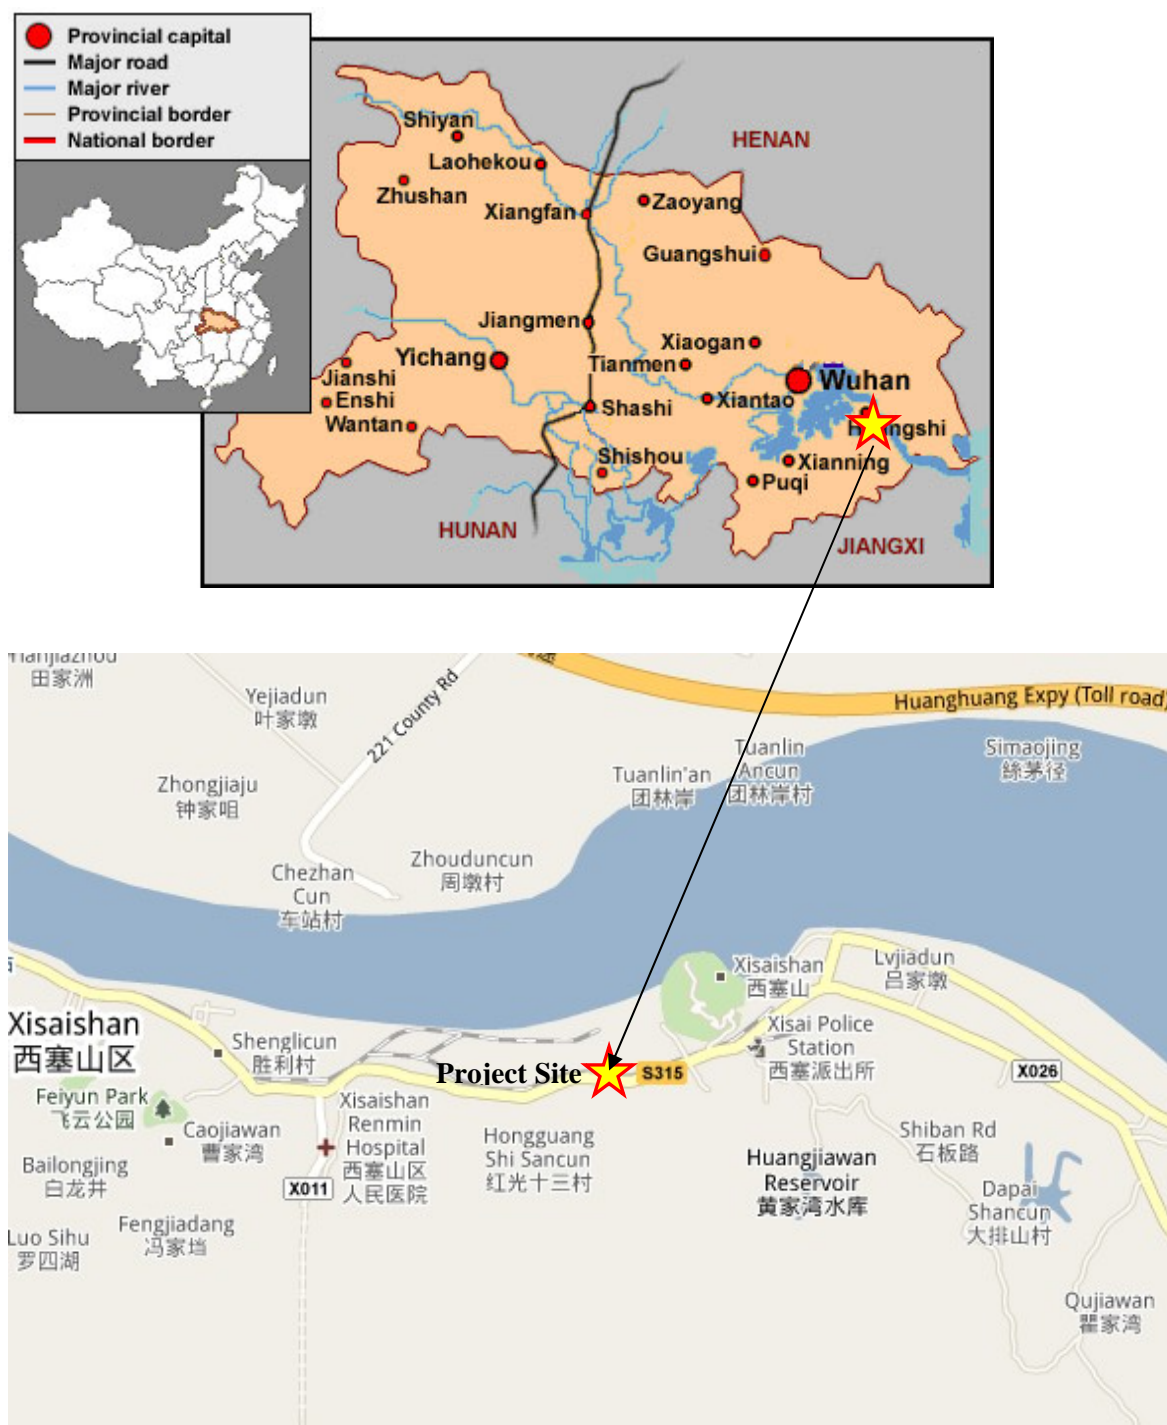 Provincial capital
Major road
Major river
Provincial border
National border
HENAN
Shiyan
Laohekou
Zhushan
Xiangfan
Zaoyang
Guangshui
Jiangmen
Xiaogan
Yichang
Tianmen
Wuhan
Jianshi
Enshi
Xiantao
Shashi
Wantan
Shishou
Xianning
Puqi
HUNAN
JIANGXI
田家洲
Yejiadun
叶家墩
221 County Rd
Huanghuang Expy (Toll road)
Zhongjiaju
钟家咀
Tuanlin'an
团林岸
Tuanlin
Ancun
团林岸村
Simaojing
絲茅径
Chezhan
Cun
车站村
Zhouduncun
周墩村
Xisaishan
西塞山
Lvjiadun
吕家墩
Xisaishan
西塞山区
Shenglicun
胜利村
Xisai Police
Station
西塞派出所
Project Site
S315
X026
Feiyun Park
飞云公园
Caojiawan
曹家湾
Xisaishan
Renmin
Hospital
西塞山区
人民医院
Hongguang
Shi Sancun
红光十三村
Shiban Rd
石板路
Bailongjing
白龙井
X011
Huangjiawan
Reservoir
黄家湾水库
Dapai
Shancun
大排山村
Luo Sihu
罗四湖
Fengjiadang
冯家垱
Qujiawan
瞿家湾